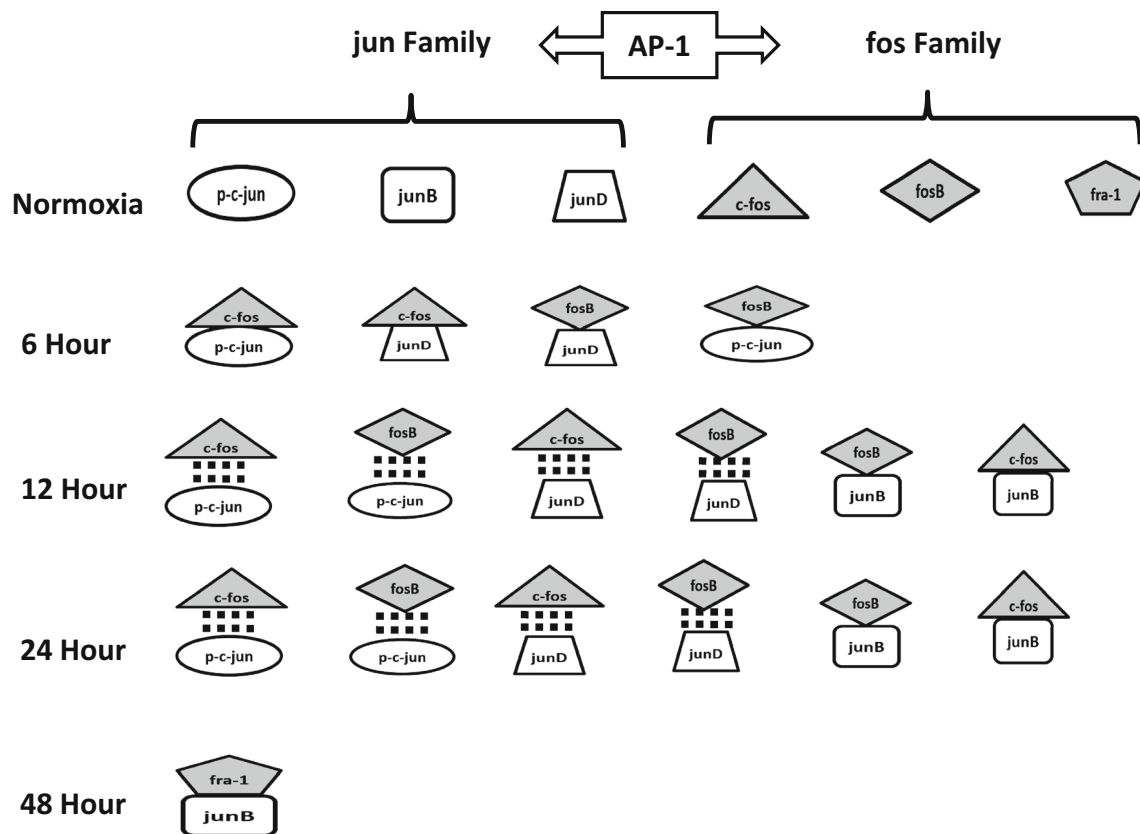 jun Family AP-1 fos Family
Normoxia p-c-jun junB junD c-fos fosB fra-1
6 Hour c-fos p-c-jun c-fos junD fosB junD fosB p-c-jun
12 Hour c-fos p-c-jun fosB p-c-jun c-fos junD fosB junD fosB junB c-fos junB
24 Hour c-fos p-c-jun fosB p-c-jun c-fos junD fosB junD fosB junB c-fos junB
48 Hour fra-1 junB